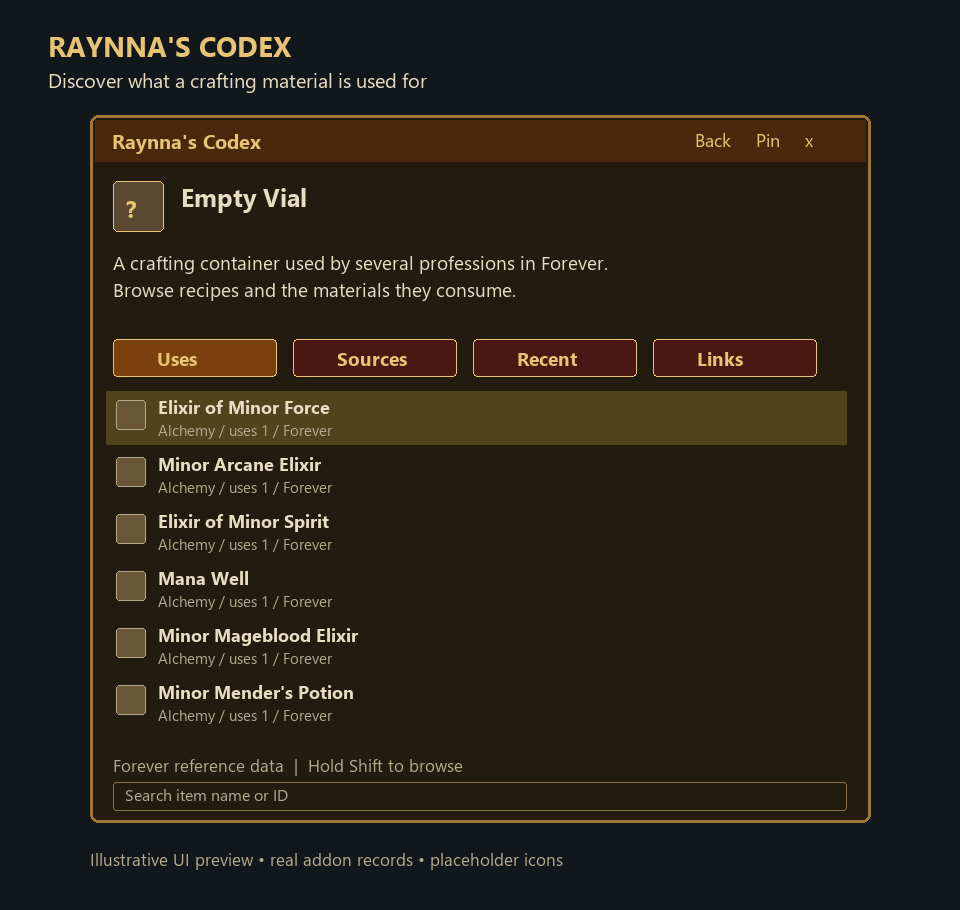 RAYNNA'S CODEX
Discover what a crafting material is used for
Raynna's Codex Back Pin x
?
Empty Vial
A crafting container used by several professions in Forever.
Browse recipes and the materials they consume.
Uses Sources Recent Links
Elixir of Minor Force
Alchemy / uses 1 / Forever
Minor Arcane Elixir
Alchemy / uses 1 / Forever
Elixir of Minor Spirit
Alchemy / uses 1 / Forever
Mana Well
Alchemy / uses 1 / Forever
Minor Mageblood Elixir
Alchemy / uses 1 / Forever
Minor Mender's Potion
Alchemy / uses 1 / Forever
Forever reference data | Hold Shift to browse
Search item name or ID
Illustrative UI preview • real addon records • placeholder icons